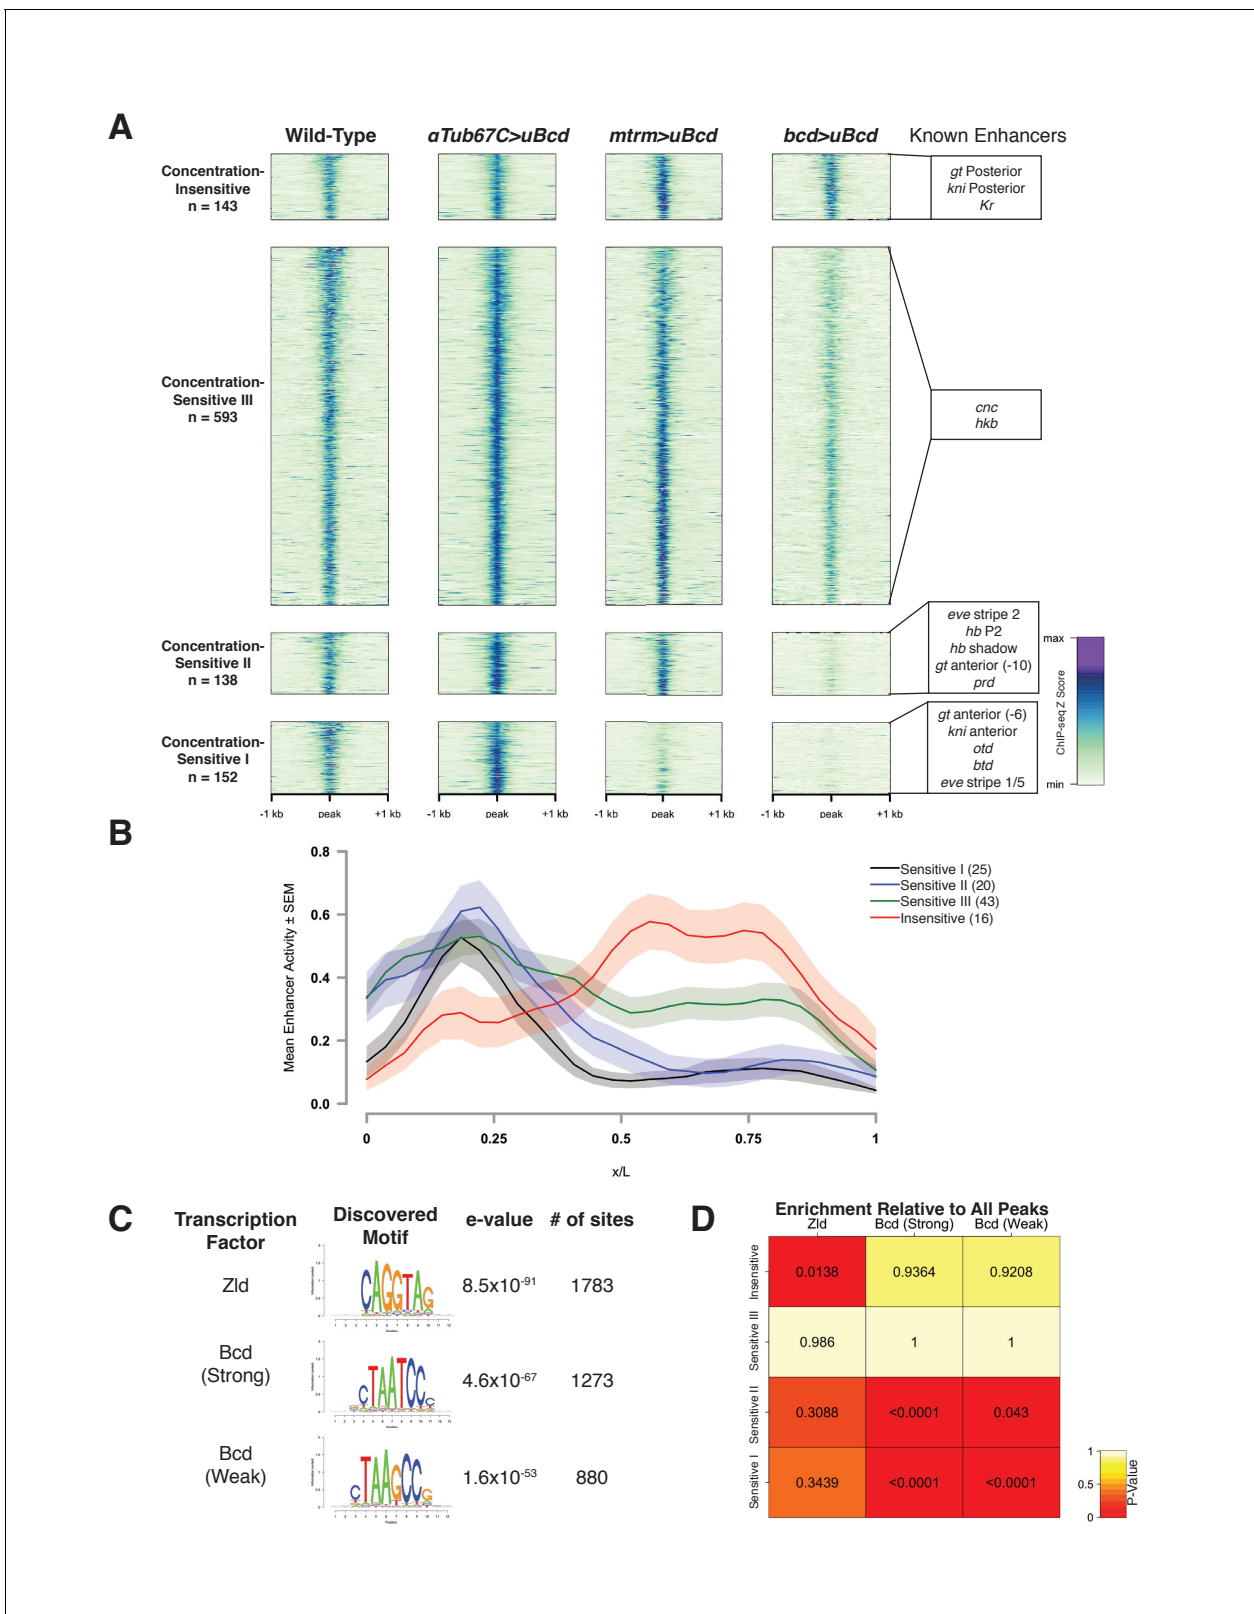 A
Wild-Type
αTub67C>uBcd
mtrm>uBcd
bcd>uBcd
Known Enhancers
Concentration-
Insensitive
n = 143
gt Posterior
kni Posterior
Kr
Concentration-
Sensitive III
n = 593
cnc
hkb
Concentration-
Sensitive II
n = 138
eve stripe 2
hb P2
hb shadow
gt anterior (-10)
prd
Concentration-
Sensitive I
n = 152
gt anterior (-6)
kni anterior
otd
btd
eve stripe 1/5
max
ChIP-seq Z Score
min
-1 kb peak +1 kb
-1 kb peak +1 kb
-1 kb peak +1 kb
-1 kb peak +1 kb
B
Mean Enhancer Activity ± SEM
0.8
0.6
0.4
0.2
0.0
0 0.25 0.5 0.75 1
x/L
Sensitive I (25)
Sensitive II (20)
Sensitive III (43)
Insensitive (16)
C
Transcription
Factor
Discovered
Motif
e-value
# of sites
Zld
CAGGTAG
8.5x10⁻⁹¹
1783
Bcd
(Strong)
CTAATCCC
4.6x10⁻⁶⁷
1273
Bcd
(Weak)
CTAAGCCG
1.6x10⁻⁵³
880
D
Enrichment Relative to All Peaks
Zld Bcd (Strong) Bcd (Weak)
Insensitive
0.0138 0.9364 0.9208
Sensitive III
0.986 1 1
Sensitive II
0.3088 <0.0001 0.043
Sensitive I
0.3439 <0.0001 <0.0001
1
0.5
0
P-Value